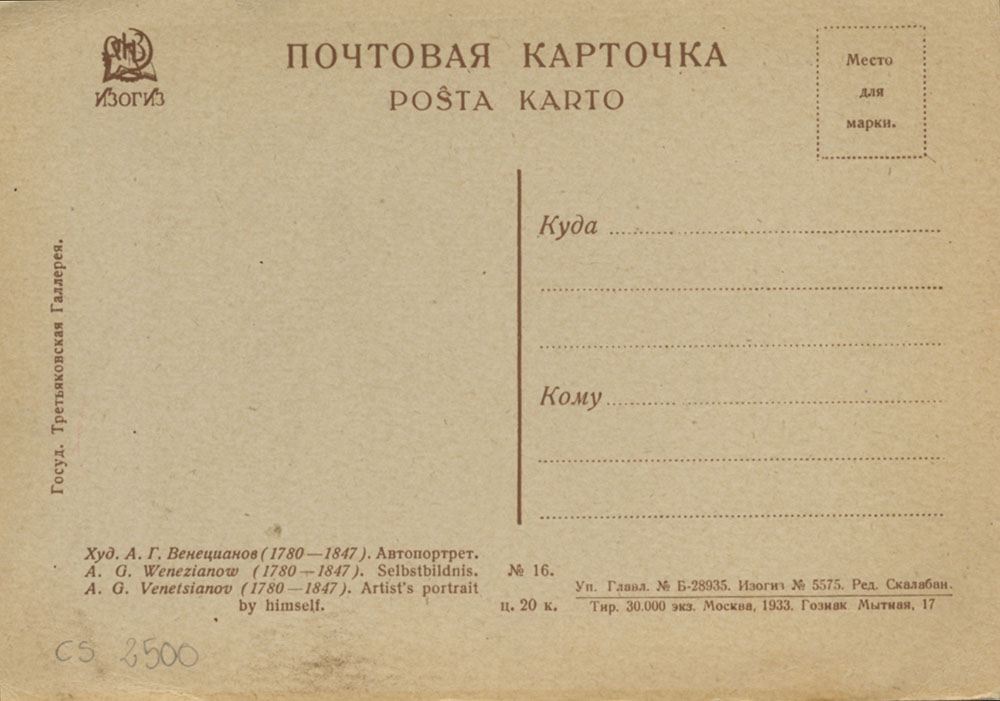 ИЗОГИЗ
ПОЧТОВАЯ КАРТОЧКА
POŜTA KARTO
Место
для
марки.
Госуд. Третьяковская Галлерея.
Куда
Кому
Худ. А. Г. Венецианов (1780—1847). Автопортрет.
A. G. Wenezianow (1780—1847). Selbstbildnis.
A. G. Venetsianov (1780—1847). Artist's portrait
by himself.
№ 16.
ц. 20 к.
Уп. Главл. № Б-28935. Изогиз № 5575. Ред. Скалабан.
Тир. 30.000 экз. Москва, 1933. Гознак Мытная, 17
CS 2500